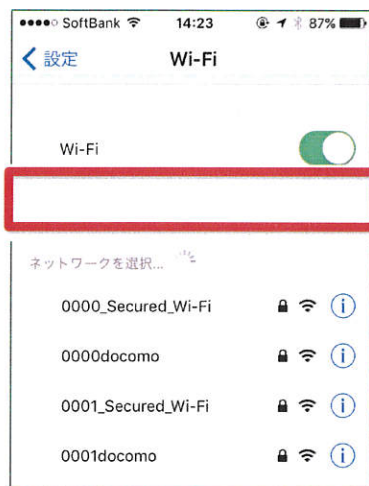 SoftBank 14:23 87%
設定 Wi-Fi
Wi-Fi
ネットワークを選択...
0000_Secured_Wi-Fi
0000docomo
0001_Secured_Wi-Fi
0001docomo